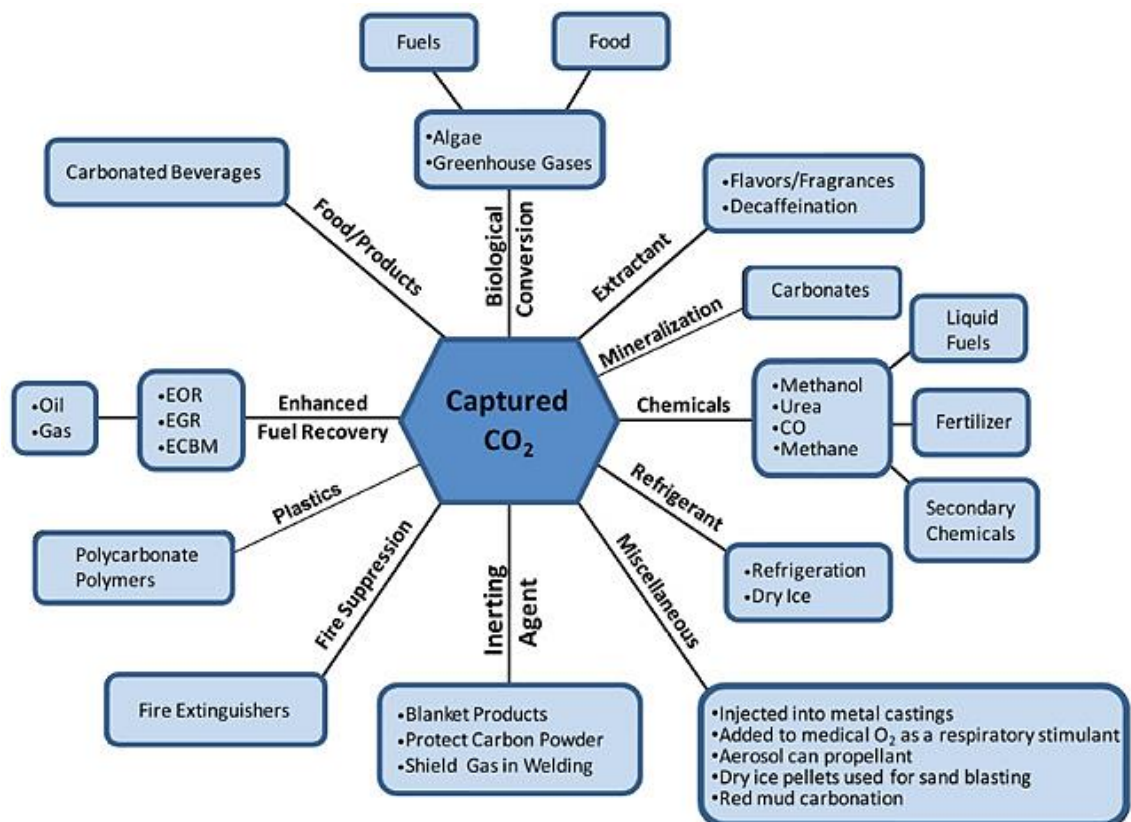 Fuels
Food
•Algae
•Greenhouse Gases
Carbonated Beverages
•Flavors/Fragrances
•Decaffeination
Food/Products
Biological
Conversion
Extractant
Mineralization
Carbonates
Liquid
Fuels
Captured
CO₂
Chemicals
•Methanol
•Urea
•CO
•Methane
Fertilizer
Secondary
Chemicals
•Oil
•Gas
•EOR
•EGR
•ECBM
Enhanced
Fuel Recovery
Refrigerant
•Refrigeration
•Dry Ice
Plastics
Polycarbonate
Polymers
Fire Suppression
Fire Extinguishers
Inerting
Agent
•Blanket Products
•Protect Carbon Powder
•Shield Gas in Welding
Miscellaneous
•Injected into metal castings
•Added to medical O₂ as a respiratory stimulant
•Aerosol can propellant
•Dry ice pellets used for sand blasting
•Red mud carbonation